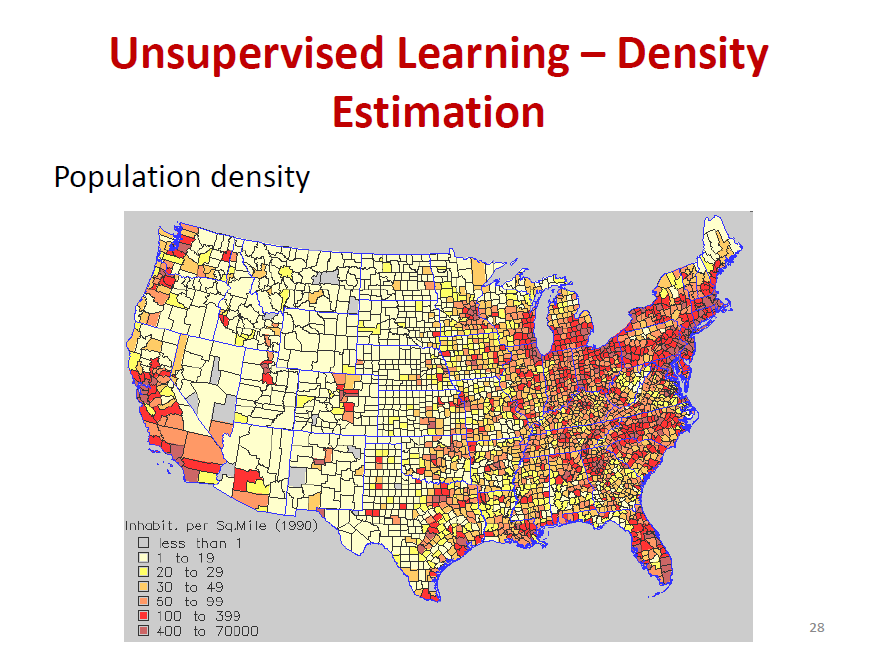 Unsupervised Learning – Density
Estimation
Population density
Inhabit. per Sq.Mile (1990)
less than 1
1 to 19
20 to 29
30 to 49
50 to 99
100 to 399
400 to 70000
28